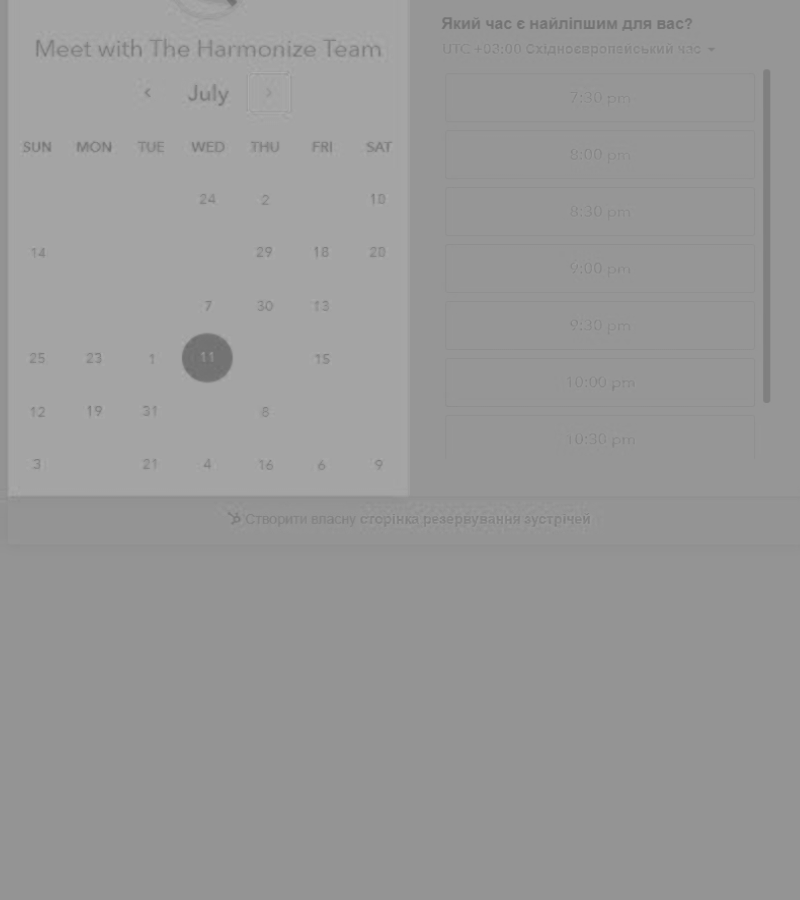 Meet with The Harmonize Team
July
SUN MON TUE WED THU FRI SAT
24 2 10
14 29 18 28
7 30 13
25 23 1 11 15
12 19 31 8
3 21 4 16 6 9
Який час є найліпшим для вас?
UTC +03:00 Східноєвропейський час
7:30 pm
8:00 pm
8:30 pm
9:00 pm
9:30 pm
10:00 pm
10:30 pm
Створити власну сторінка резервування зустрічей